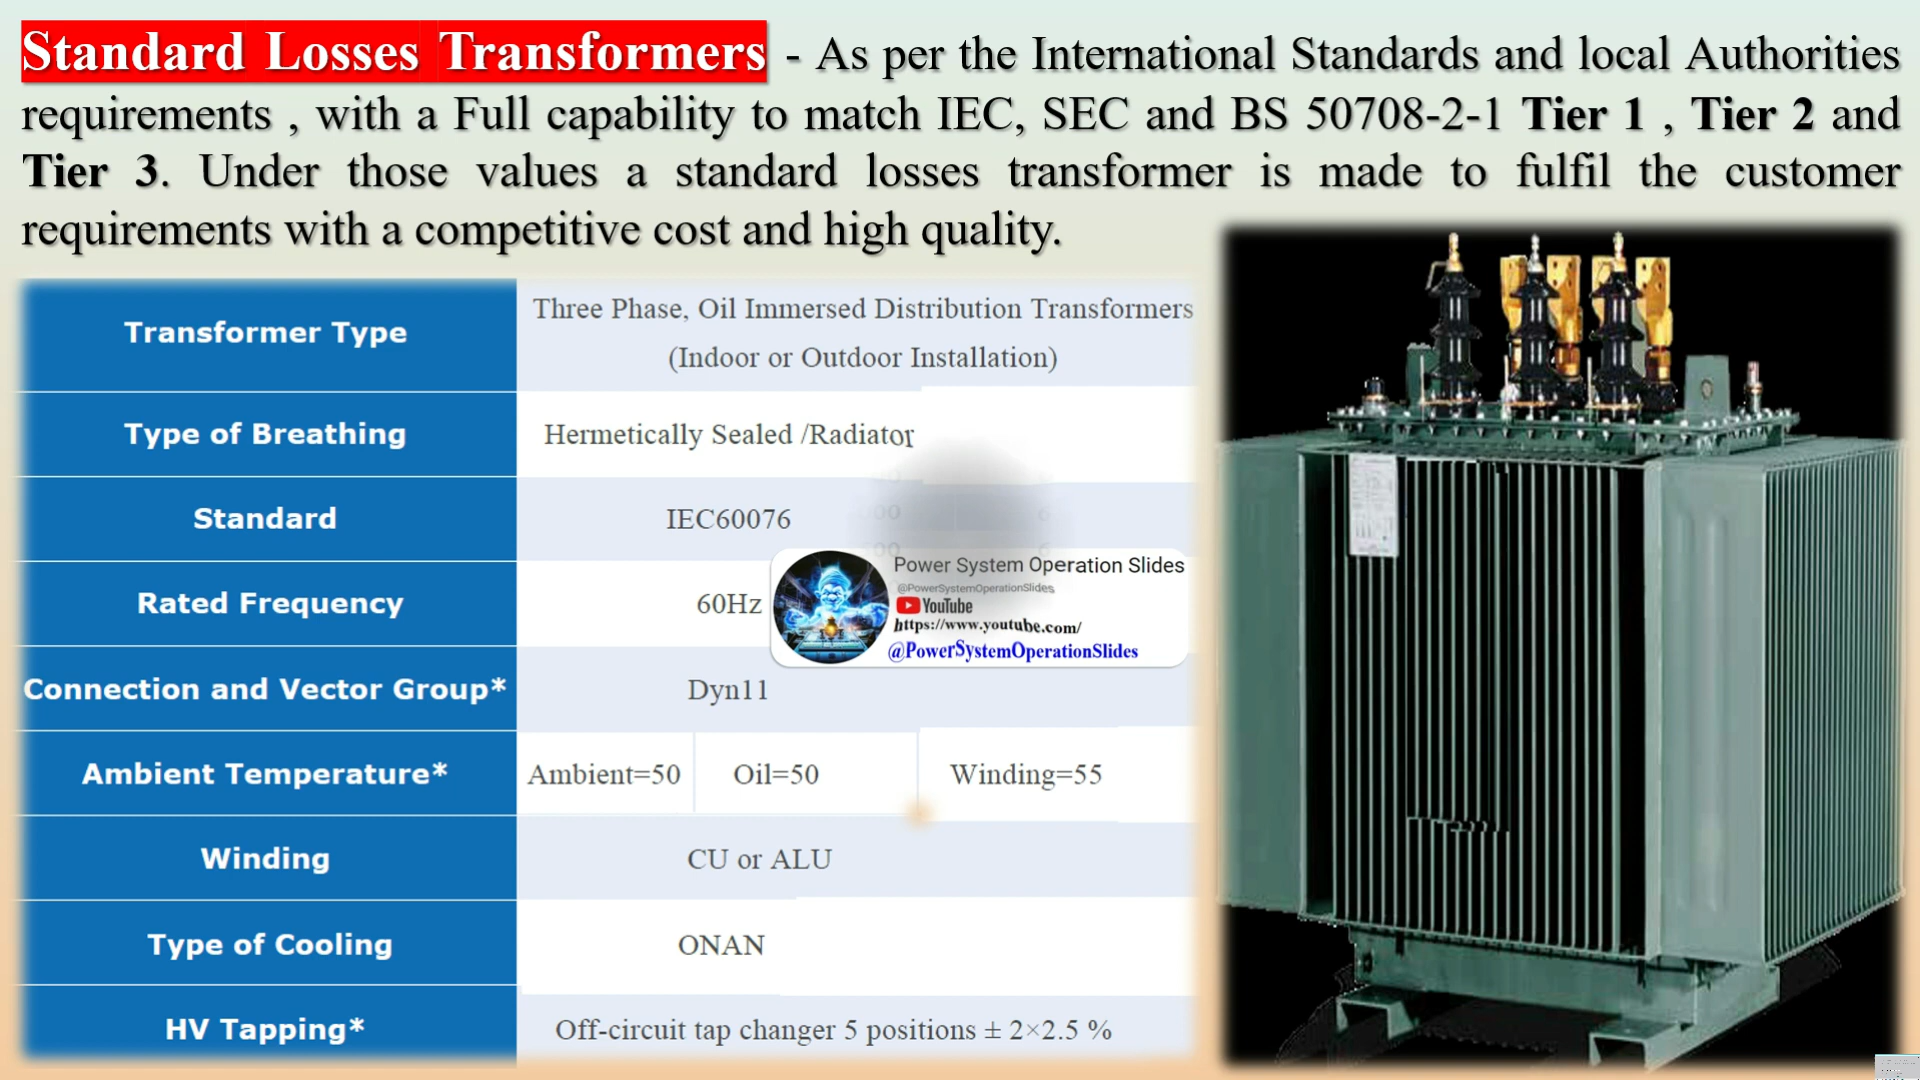 Standard Losses Transformers - As per the International Standards and local Authorities
requirements , with a Full capability to match IEC, SEC and BS 50708-2-1 Tier 1 , Tier 2 and
Tier 3. Under those values a standard losses transformer is made to fulfil the customer
requirements with a competitive cost and high quality.
Transformer Type
Three Phase, Oil Immersed Distribution Transformers
(Indoor or Outdoor Installation)
Type of Breathing
Hermetically Sealed /Radiator
Standard
IEC60076
Rated Frequency
60Hz
Power System Operation Slides
@PowerSystemOperationSlides
YouTube
https://www.youtube.com/
@PowerSystemOperationSlides
Connection and Vector Group*
Dyn11
Ambient Temperature*
Ambient=50 Oil=50 Winding=55
Winding
CU or ALU
Type of Cooling
ONAN
HV Tapping*
Off-circuit tap changer 5 positions ± 2×2.5 %